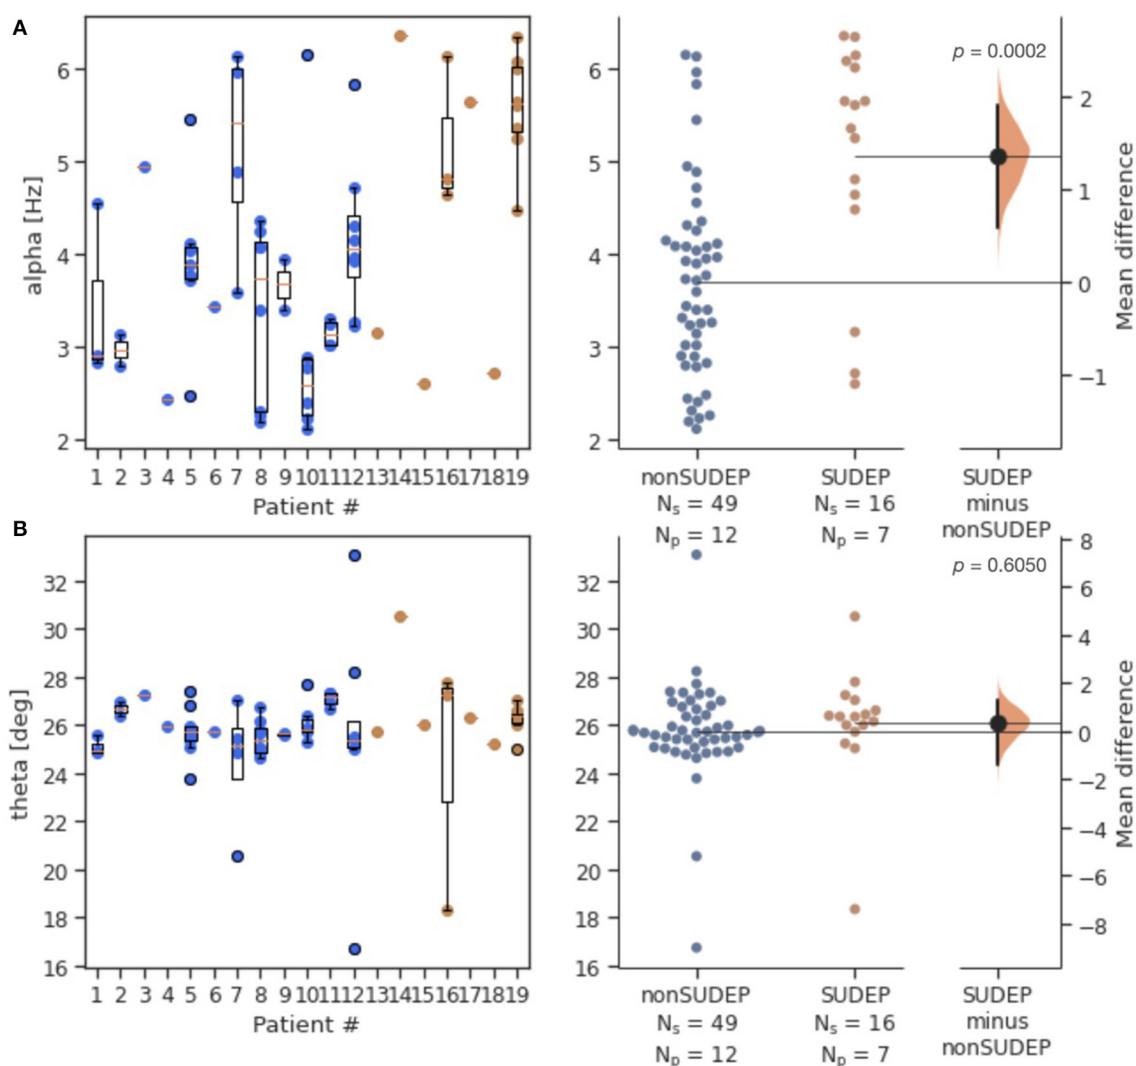 A
alpha [Hz]
6
5
4
3
2
1 2 3 4 5 6 7 8 9 10 11 12 13 14 15 16 17 18 19
Patient #
6
5
4
3
2
p = 0.0002
2
1
0
−1
Mean difference
nonSUDEP SUDEP SUDEP
Ns = 49 Ns = 16 minus
Np = 12 Np = 7 nonSUDEP
B
theta [deg]
32
30
28
26
24
22
20
18
16
1 2 3 4 5 6 7 8 9 10 11 12 13 14 15 16 17 18 19
Patient #
32
30
28
26
24
22
20
18
16
p = 0.6050
8
6
4
2
0
−2
−4
−6
−8
Mean difference
nonSUDEP SUDEP SUDEP
Ns = 49 Ns = 16 minus
Np = 12 Np = 7 nonSUDEP